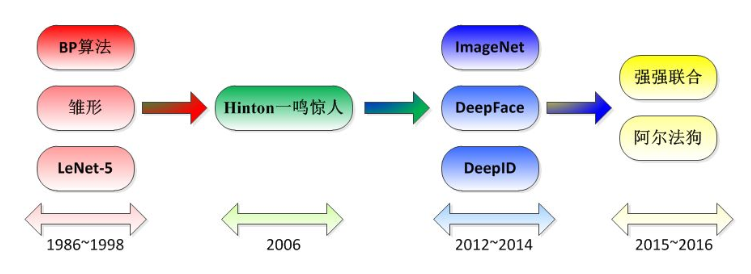 BP算法
雏形
LeNet-5
1986~1998
Hinton一鸣惊人
2006
ImageNet
DeepFace
DeepID
2012~2014
强强联合
阿尔法狗
2015~2016